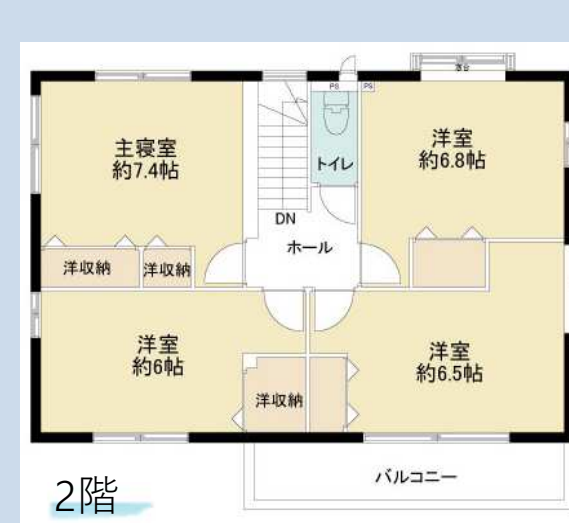 PS
PS
主寝室
約7.4帖
トイレ
洋室
約6.8帖
DN
ホール
洋収納
洋収納
洋室
約6帖
洋室
約6.5帖
洋収納
バルコニー
2階